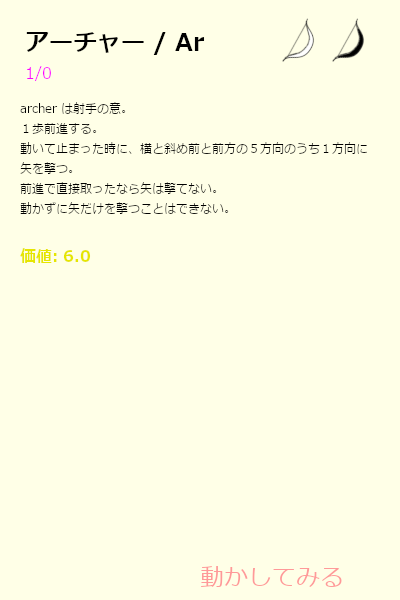 アーチャー / Ar
1/0
archer は射手の意。
１歩前進する。
動いて止まった時に、横と斜め前と前方の５方向のうち１方向に
矢を撃つ。
前進で直接取ったなら矢は撃てない。
動かずに矢だけを撃つことはできない。
価値: 6.0
動かしてみる